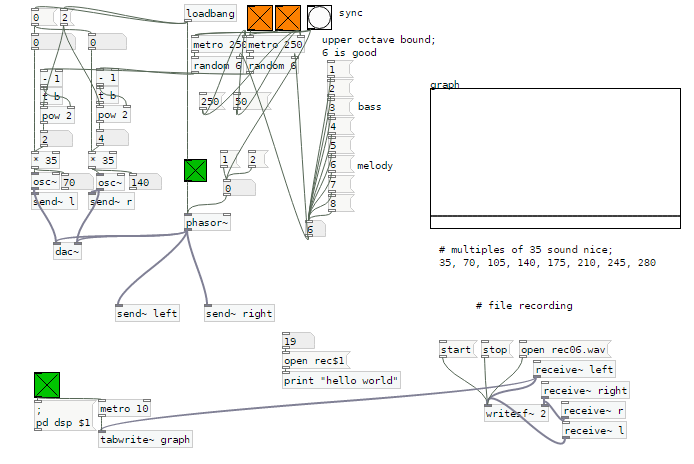 0
2
loadbang
sync
0
0
metro 250
metro 250
upper octave bound;
6 is good
random 6
random 6
1
- 1
- 1
2
t b
t b
250
50
3
bass
pow 2
pow 2
4
2
4
5
* 35
* 35
1
2
6
melody
osc~
70
osc~
140
0
7
send~ l
send~ r
8
phasor~
6
dac~
graph
# multiples of 35 sound nice;
35, 70, 105, 140, 175, 210, 245, 280
send~ left
send~ right
# file recording
19
open rec$1
print "hello world"
start
stop
open rec06.wav
receive~ left
receive~ right
writesf~ 2
receive~ r
receive~ l
;
pd dsp $1
metro 10
tabwrite~ graph